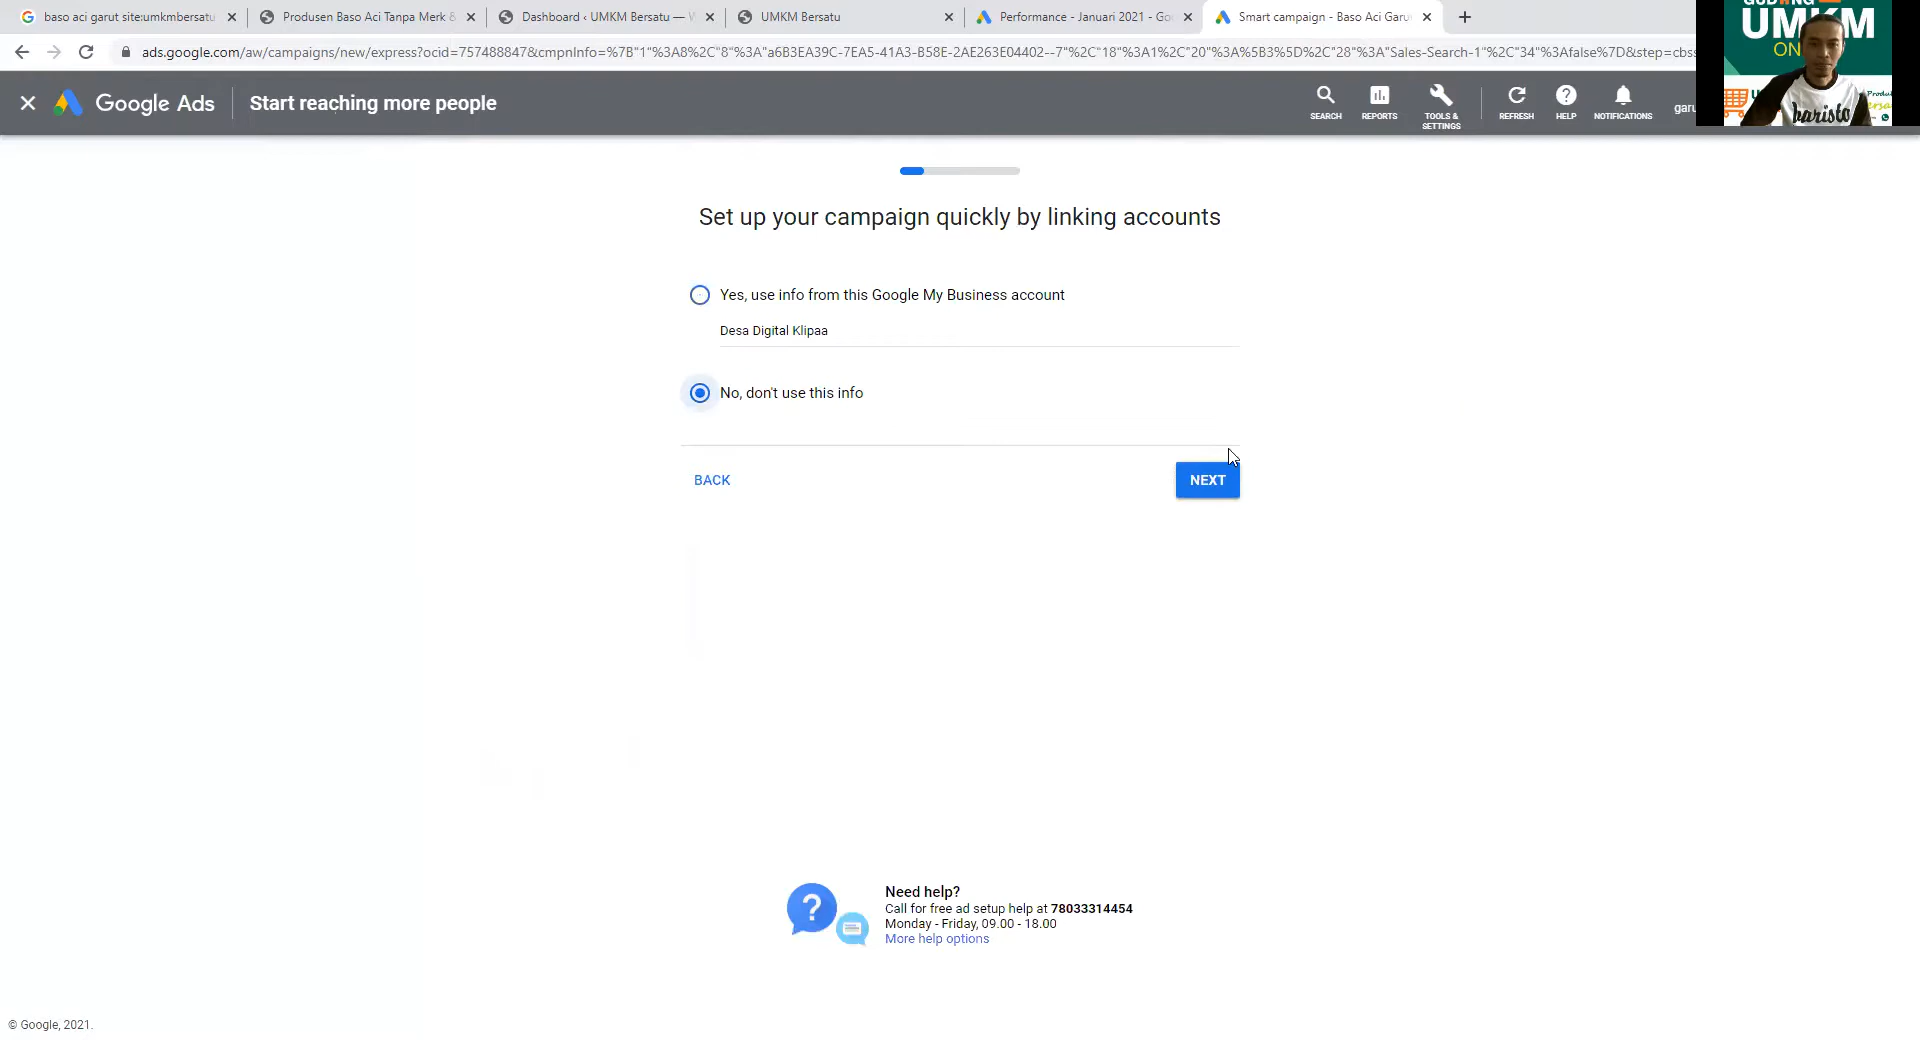 baso aci garut site:umkmbersatu
Produsen Baso Aci Tanpa Merk &
Dashboard ‹ UMKM Bersatu — W
UMKM Bersatu
Performance - Januari 2021 - Go
Smart campaign - Baso Aci Garu
ads.google.com/aw/campaigns/new/express?ocid=757488847&cmpnInfo=%7B"1"%3A8%2C"8"%3A"a6B3EA39C-7EA5-41A3-B58E-2AE263E04402--7"%2C"18"%3A1%2C"20"%3A%5B3%5D%2C"28"%3A"Sales-Search-1"%2C"34"%3Afalse%7D&step=cbss
UMKM
ON
barista
Google Ads
Start reaching more people
SEARCH
REPORTS
TOOLS &
SETTINGS
REFRESH
HELP
NOTIFICATIONS
garu
Set up your campaign quickly by linking accounts
Yes, use info from this Google My Business account
Desa Digital Klipaa
No, don't use this info
BACK
NEXT
Need help?
Call for free ad setup help at 78033314454
Monday - Friday, 09.00 - 18.00
More help options
© Google, 2021.